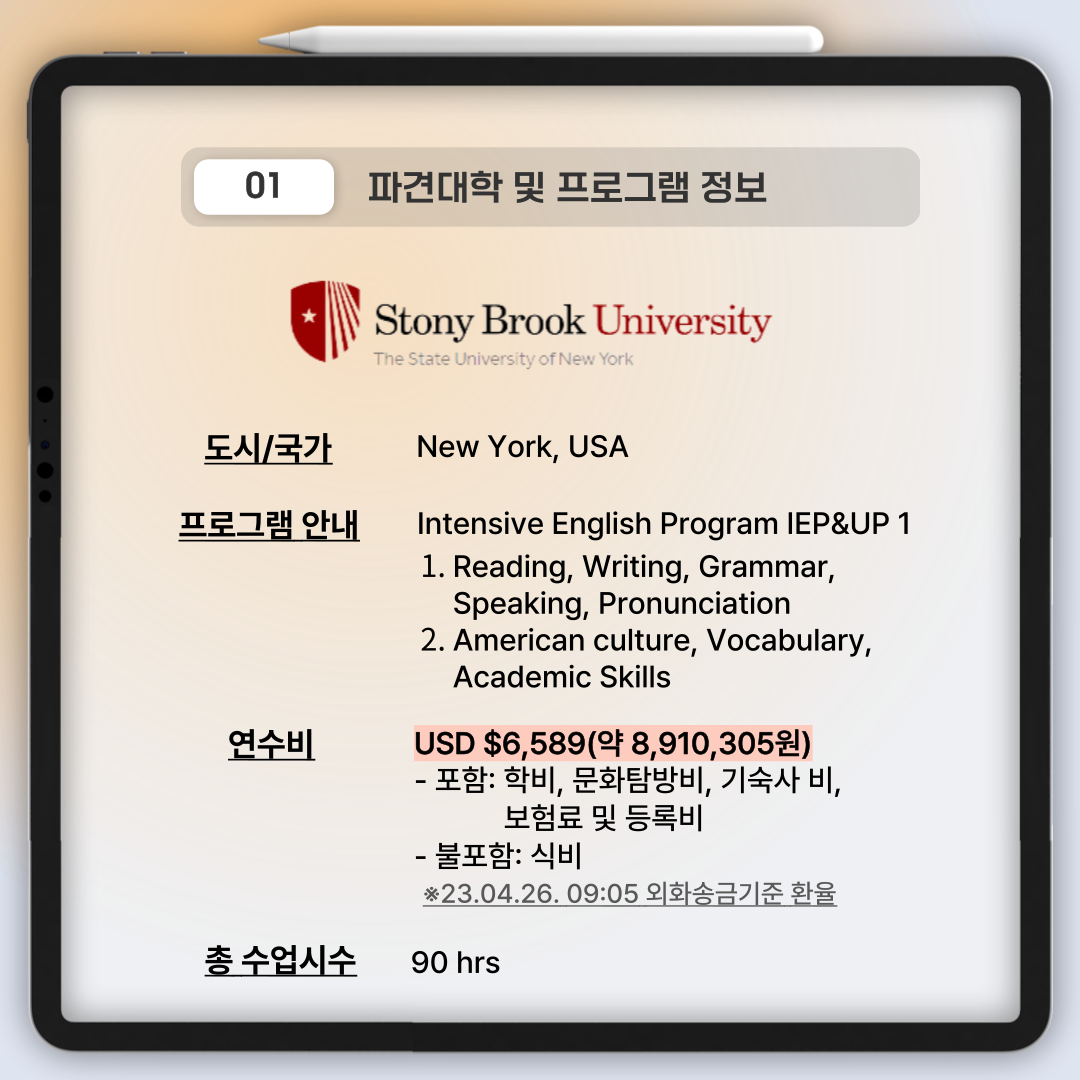 01 파견대학 및 프로그램 정보
Stony Brook University
The State University of New York
도시/국가 New York, USA
프로그램 안내 Intensive English Program IEP&UP 1
1. Reading, Writing, Grammar,
Speaking, Pronunciation
2. American culture, Vocabulary,
Academic Skills
연수비 USD $6,589(약 8,910,305원)
- 포함: 학비, 문화탐방비, 기숙사 비,
보험료 및 등록비
- 불포함: 식비
※23.04.26. 09:05 외화송금기준 환율
총 수업시수 90 hrs